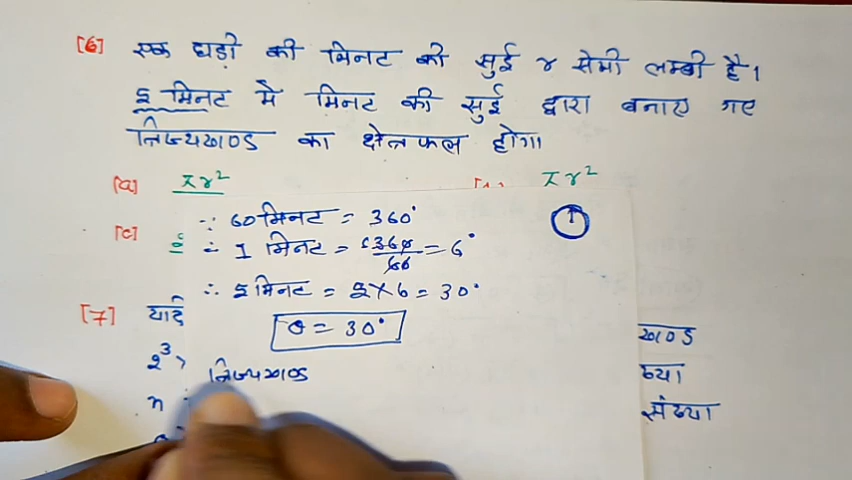 [6] एक घड़ी की मिनट की सुई r सेमी लम्बी है।
5 मिनट मे मिनट की सुई द्वारा बनाए गए
त्रिज्यखण्ड का क्षेत्रफल होगा
[a] πr² πr²
∵ 60 मिनट = 360°
[c] ∴ 1 मिनट = 360/60 = 6°
∴ 5 मिनट = 5×6 = 30°
[7] यदि θ = 30° खण्ड
त्रिज्यखण्ड ख्या
n संख्या